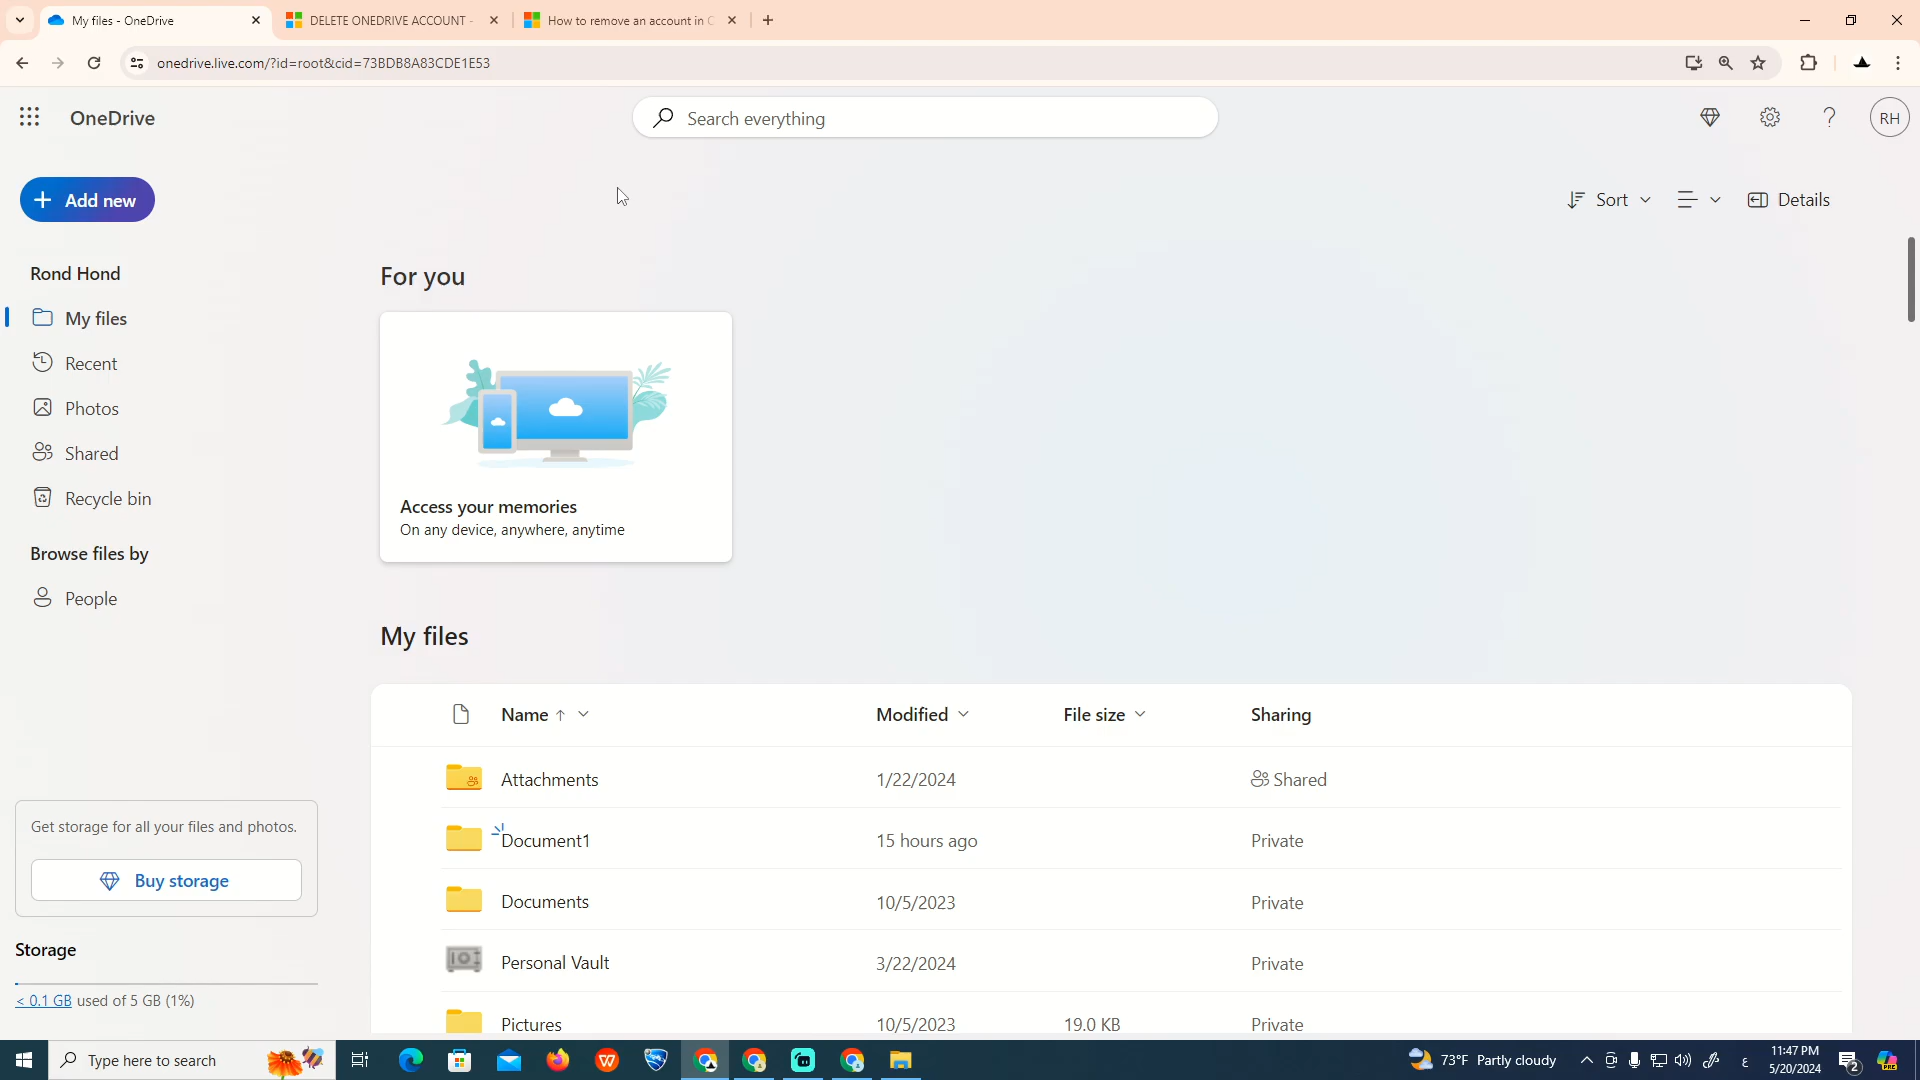 My files - OneDrive
DELETE ONEDRIVE ACCOUNT -
How to remove an account in
onedrive.live.com/?id=root&cid=73BDB8A83CDE1E53
OneDrive
Search everything
RH
Add new
Sort
Details
Rond Hond
My files
Recent
Photos
Shared
Recycle bin
Browse files by
People
For you
Access your memories
On any device, anywhere, anytime
My files
Name
Modified
File size
Sharing
Attachments
1/22/2024
Shared
Document1
15 hours ago
Private
Documents
10/5/2023
Private
Personal Vault
3/22/2024
Private
Pictures
10/5/2023
19.0 KB
Private
Get storage for all your files and photos.
Buy storage
Storage
< 0.1 GB used of 5 GB (1%)
Type here to search
73°F Partly cloudy
ع
11:47 PM
5/20/2024
2